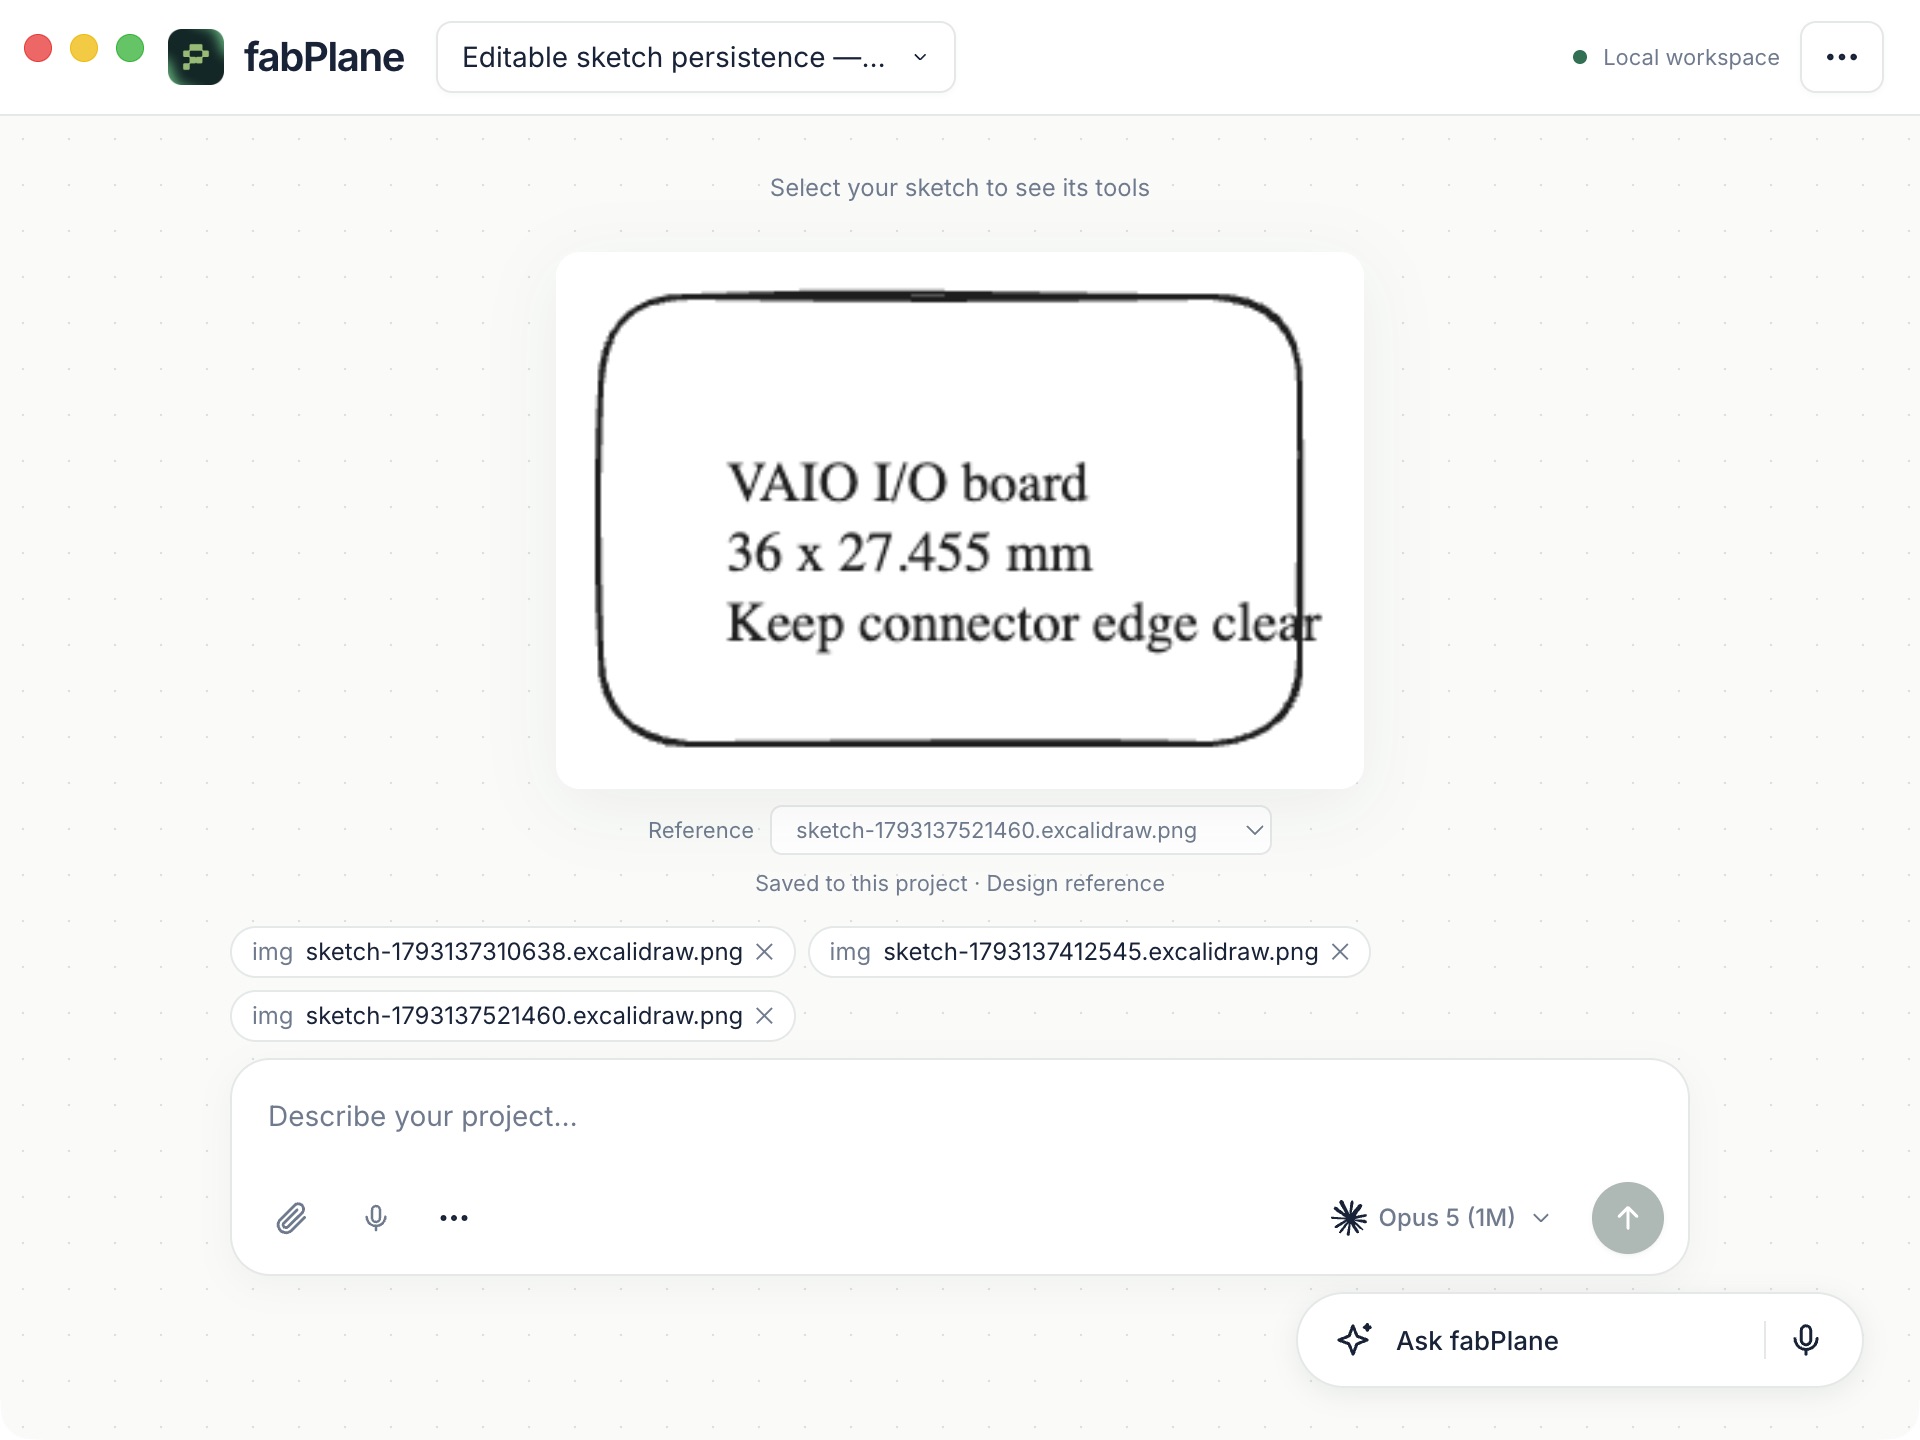 fabPlane
Editable sketch persistence —...
Local workspace
Select your sketch to see its tools
VAIO I/O board
36 x 27.455 mm
Keep connector edge clear
Reference
sketch-1793137521460.excalidraw.png
Saved to this project · Design reference
img sketch-1793137310638.excalidraw.png
img sketch-1793137412545.excalidraw.png
img sketch-1793137521460.excalidraw.png
Describe your project...
Opus 5 (1M)
Ask fabPlane